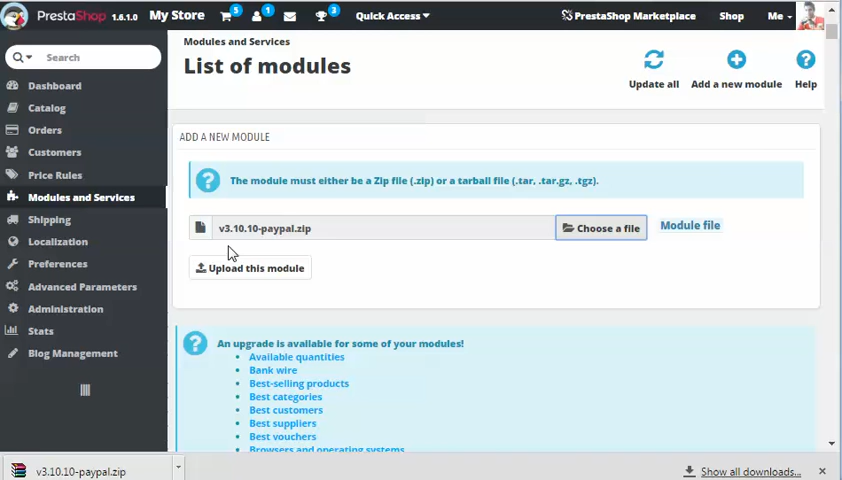 PrestaShop 1.6.1.0 My Store 5 1 3 Quick Access PrestaShop Marketplace Shop Me
Search
Dashboard
Catalog
Orders
Customers
Price Rules
Modules and Services
Shipping
Localization
Preferences
Advanced Parameters
Administration
Stats
Blog Management
Modules and Services
List of modules
Update all Add a new module Help
ADD A NEW MODULE
The module must either be a Zip file (.zip) or a tarball file (.tar, .tar.gz, .tgz).
v3.10.10-paypal.zip Choose a file Module file
Upload this module
An upgrade is available for some of your modules!
Available quantities
Bank wire
Best-selling products
Best categories
Best customers
Best suppliers
Best vouchers
Browsers and operating systems
v3.10.10-paypal.zip Show all downloads...